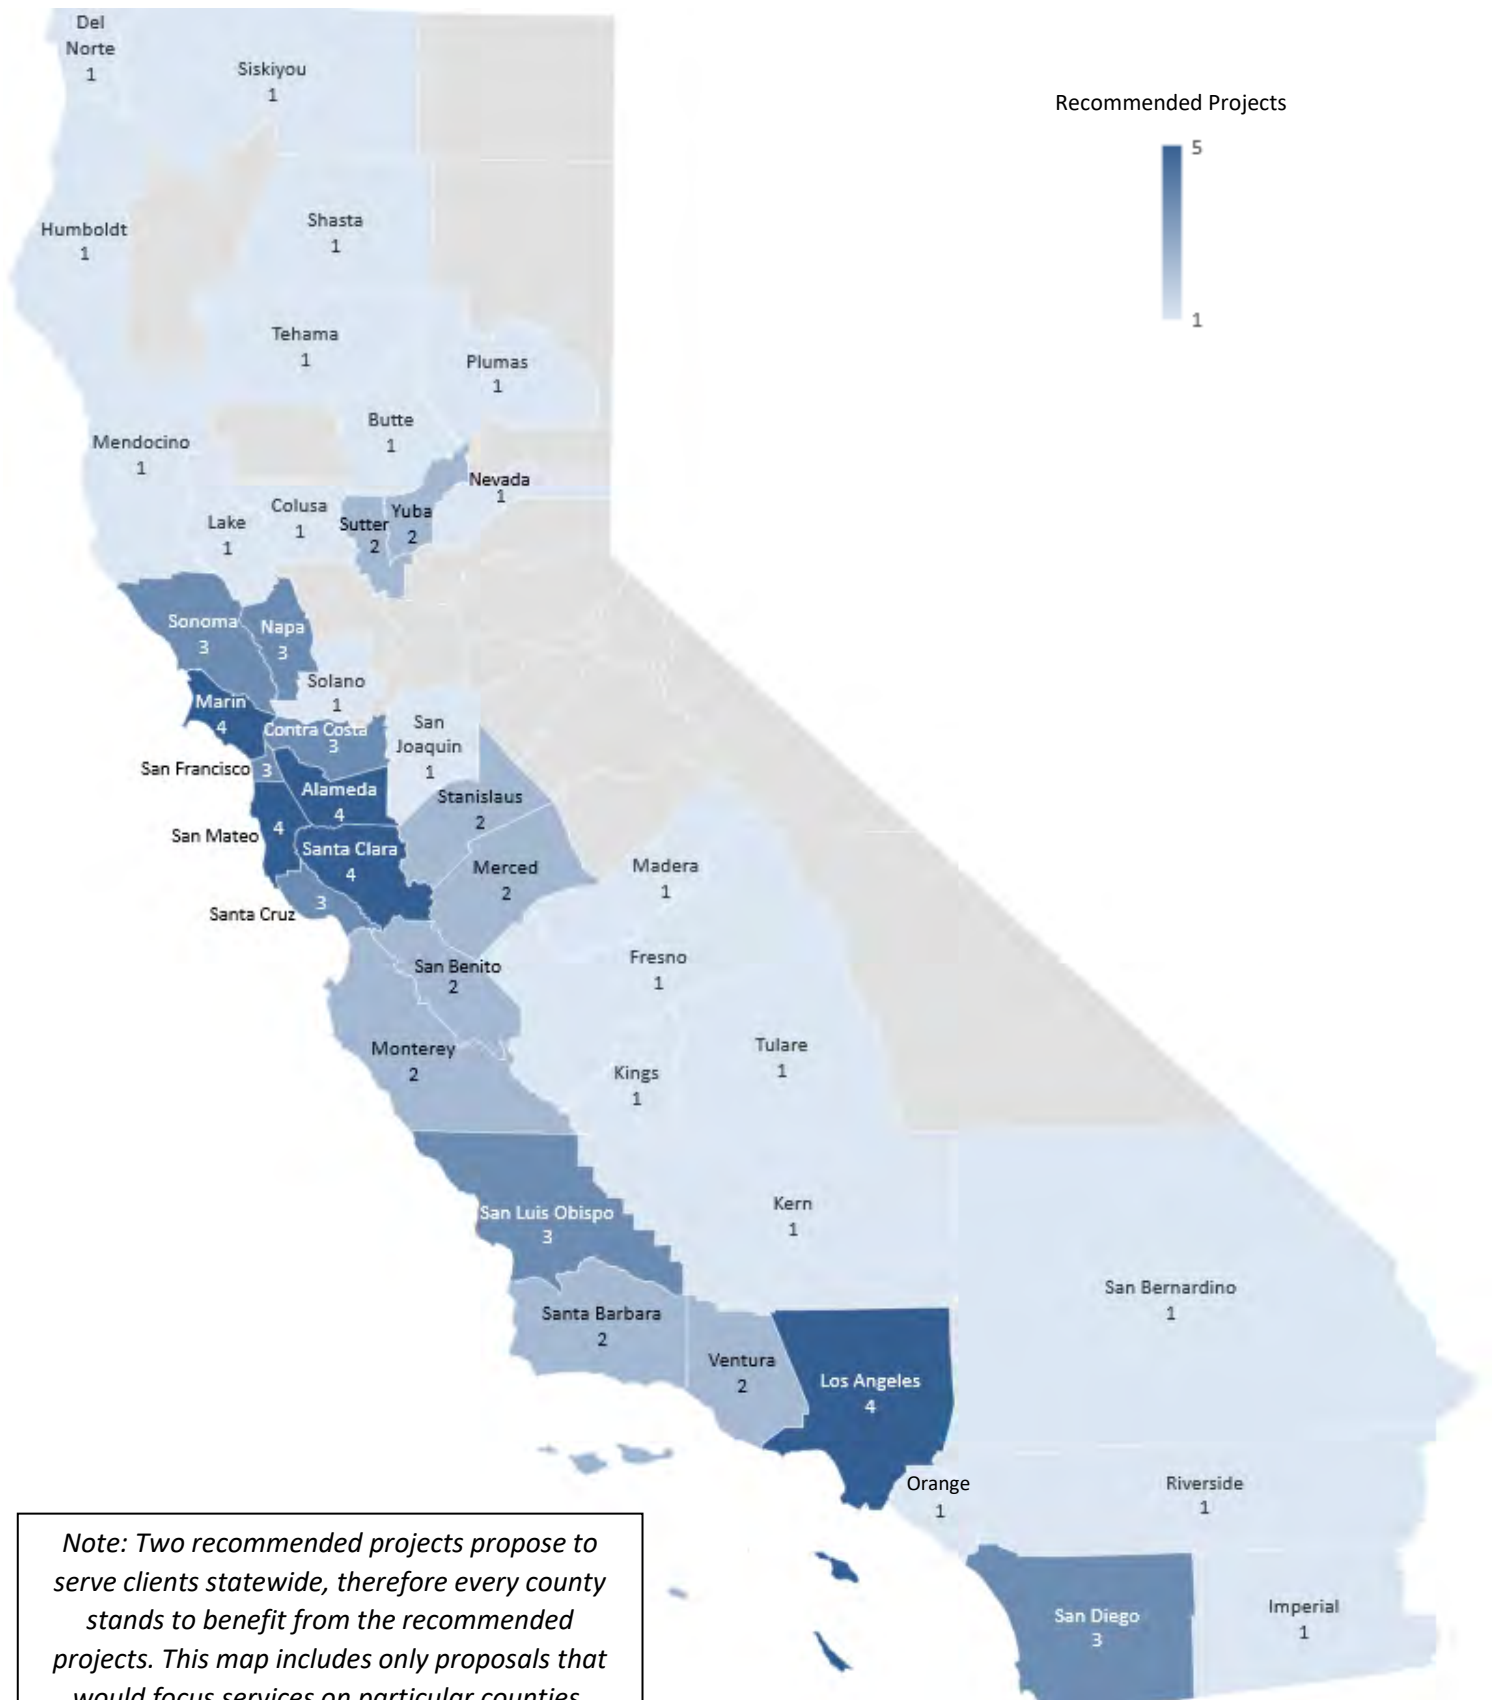 Del
Norte
1
Siskiyou
1
Recommended Projects
5
1
Humboldt
1
Shasta
1
Tehama
1
Plumas
1
Butte
1
Mendocino
1
Nevada
1
Colusa
1
Lake
1
Sutter
2
Yuba
2
Sonoma
3
Napa
3
Solano
1
Marin
4
Contra Costa
3
San
Joaquin
1
San Francisco
3
Alameda
4
Stanislaus
2
San Mateo
4
Santa Clara
4
Merced
2
Madera
1
Santa Cruz
3
San Benito
2
Fresno
1
Monterey
2
Kings
1
Tulare
1
San Luis Obispo
3
Kern
1
San Bernardino
1
Santa Barbara
2
Ventura
2
Los Angeles
4
Orange
1
Riverside
1
San Diego
3
Imperial
1
Note: Two recommended projects propose to
serve clients statewide, therefore every county
stands to benefit from the recommended
projects. This map includes only proposals that
would focus services on particular counties